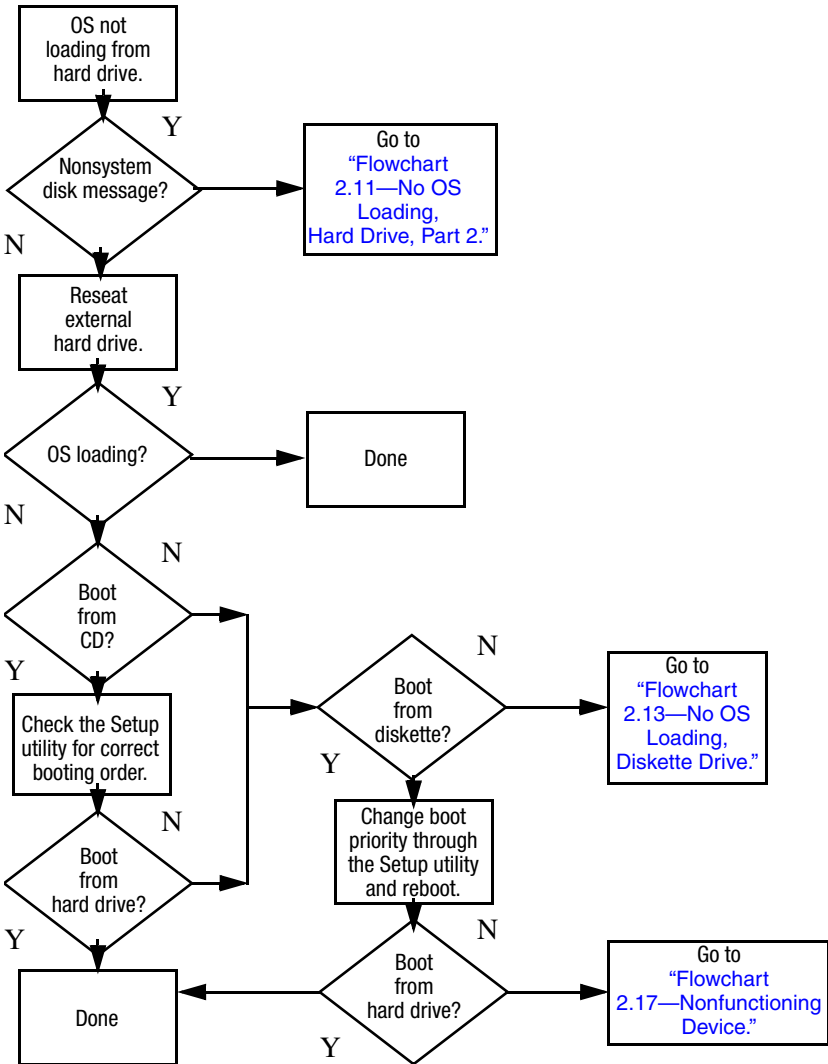 OS not
loading from
hard drive.
Y
Nonsystem
disk message?
Go to
“Flowchart
2.11—No OS
Loading,
Hard Drive, Part 2.”
N
Reseat
external
hard drive.
Y
OS loading?
Done
N
N
Boot
from
CD?
Y
Check the Setup
utility for correct
booting order.
N
Boot
from
hard drive?
Y
Done
N
Boot
from
diskette?
Go to
“Flowchart
2.13—No OS
Loading,
Diskette Drive.”
Y
Change boot
priority through
the Setup utility
and reboot.
N
Boot
from
hard drive?
Go to
“Flowchart
2.17—Nonfunctioning
Device.”
Y